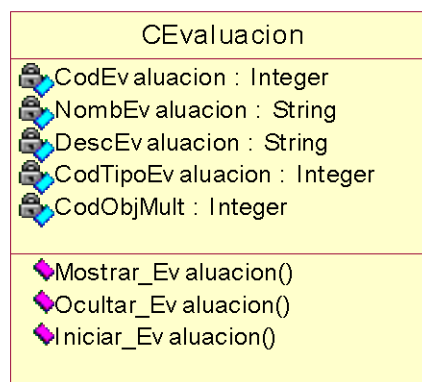 CEvaluacion
CodEvaluacion : Integer
NombEvaluacion : String
DescEvaluacion : String
CodTipoEvaluacion : Integer
CodObjMult : Integer
Mostrar_Evaluacion()
Ocultar_Evaluacion()
Iniciar_Evaluacion()